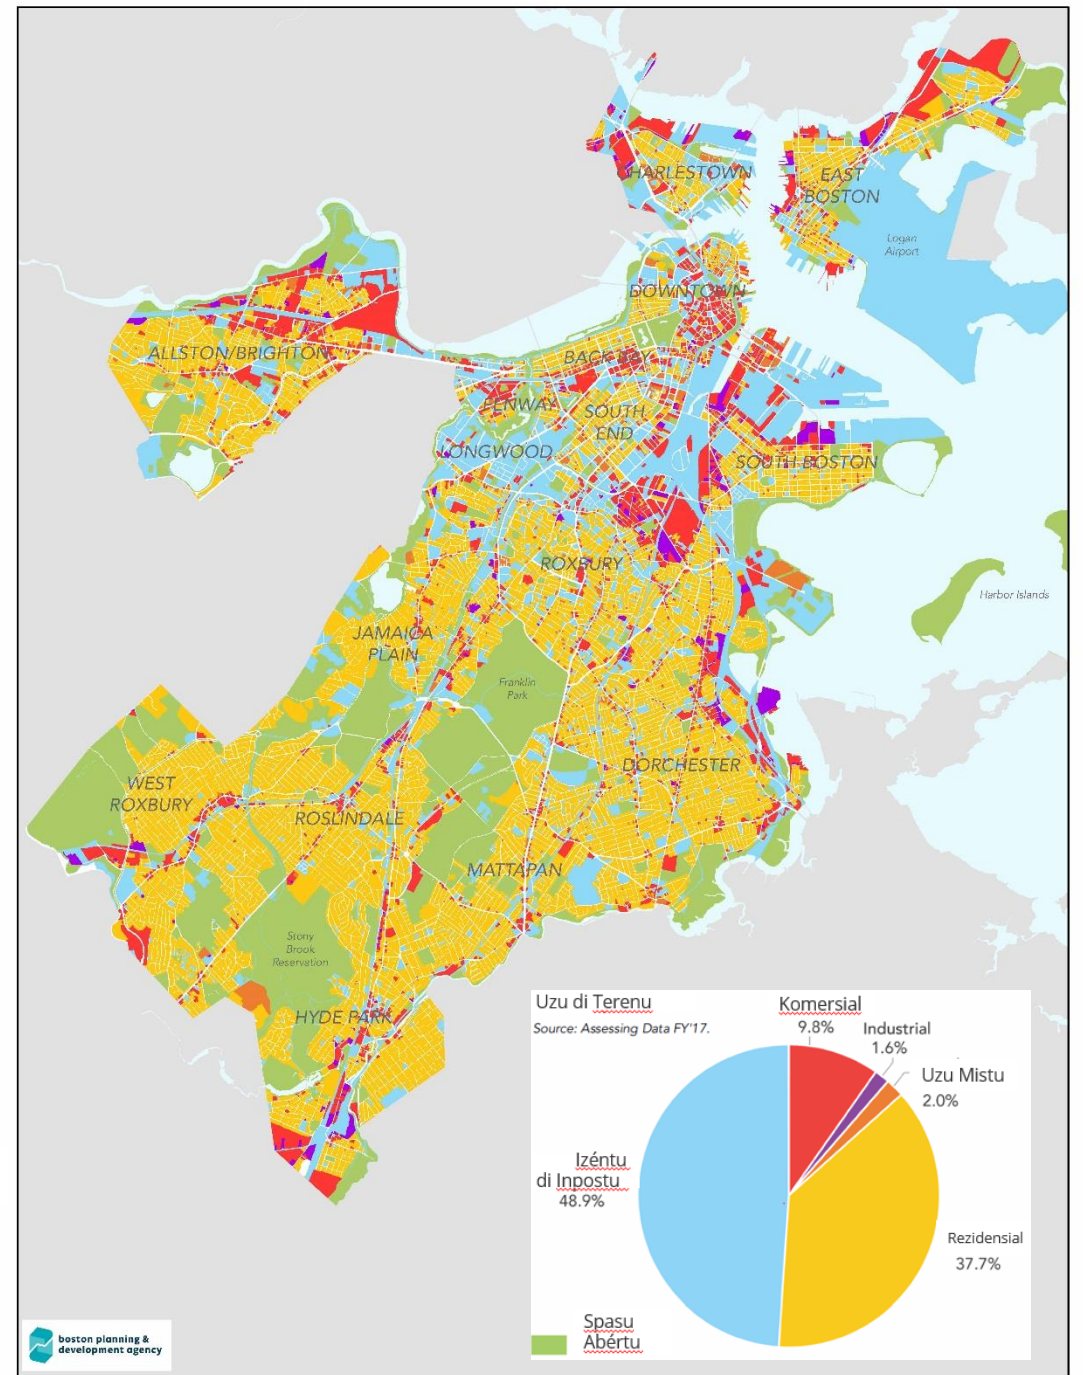 CHARLESTOWN
EAST
BOSTON
Logan
Airport
DOWNTOWN
ALLSTON/BRIGHTON
BACK BAY
FENWAY
SOUTH
END
LONGWOOD
SOUTH BOSTON
ROXBURY
Harbor Islands
JAMAICA
PLAIN
Franklin
Park
WEST
ROXBURY
DORCHESTER
ROSLINDALE
MATTAPAN
Stony
Brook
Reservation
HYDE PARK
Uzu di Terenu
Source: Assessing Data FY'17.
Komersial
9.8%
Industrial
1.6%
Uzu Mistu
2.0%
Izéntu
di Inpostu
48.9%
Rezidensial
37.7%
Spasu
Abértu
boston planning &
development agency